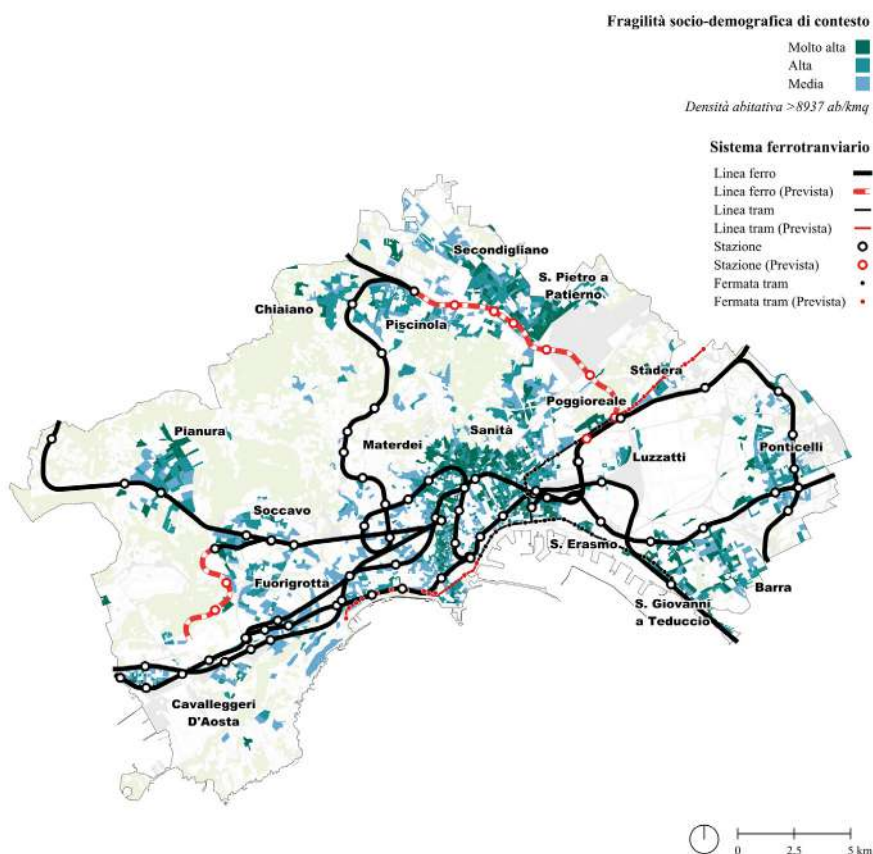 Fragilità socio-demografica di contesto
Molto alta
Alta
Media
Densità abitativa >8937 ab/kmq
Sistema ferrotranviario
Linea ferro
Linea ferro (Prevista)
Linea tram
Linea tram (Prevista)
Stazione
Stazione (Prevista)
Fermata tram
Fermata tram (Prevista)
Secondigliano
S. Pietro a
Patierno
Chiaiano
Piscinola
Stadera
Poggioreale
Pianura
Materdei
Sanità
Luzzatti
Ponticelli
Soccavo
S. Erasmo
Fuorigrotta
Barra
S. Giovanni
a Teduccio
Cavalleggeri
D'Aosta
0 2.5 5 km